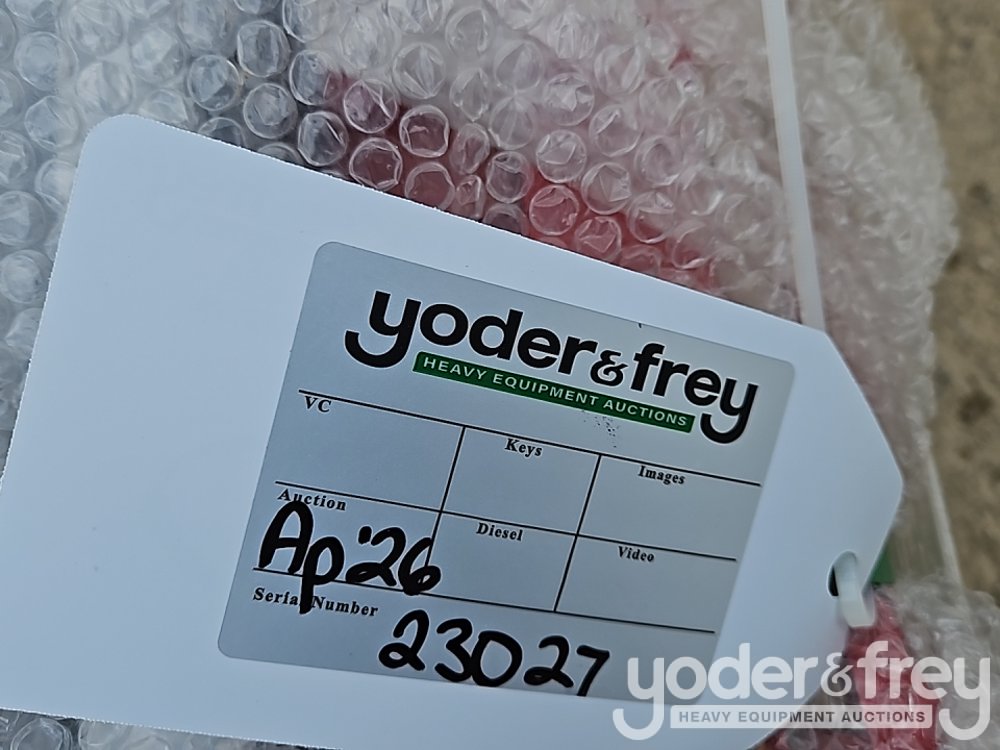 yoder&frey
HEAVY EQUIPMENT AUCTIONS
VC
Keys
Images
Auction
Diesel
Video
Ap '26
Serial Number
23027
yoder&frey
HEAVY EQUIPMENT AUCTIONS